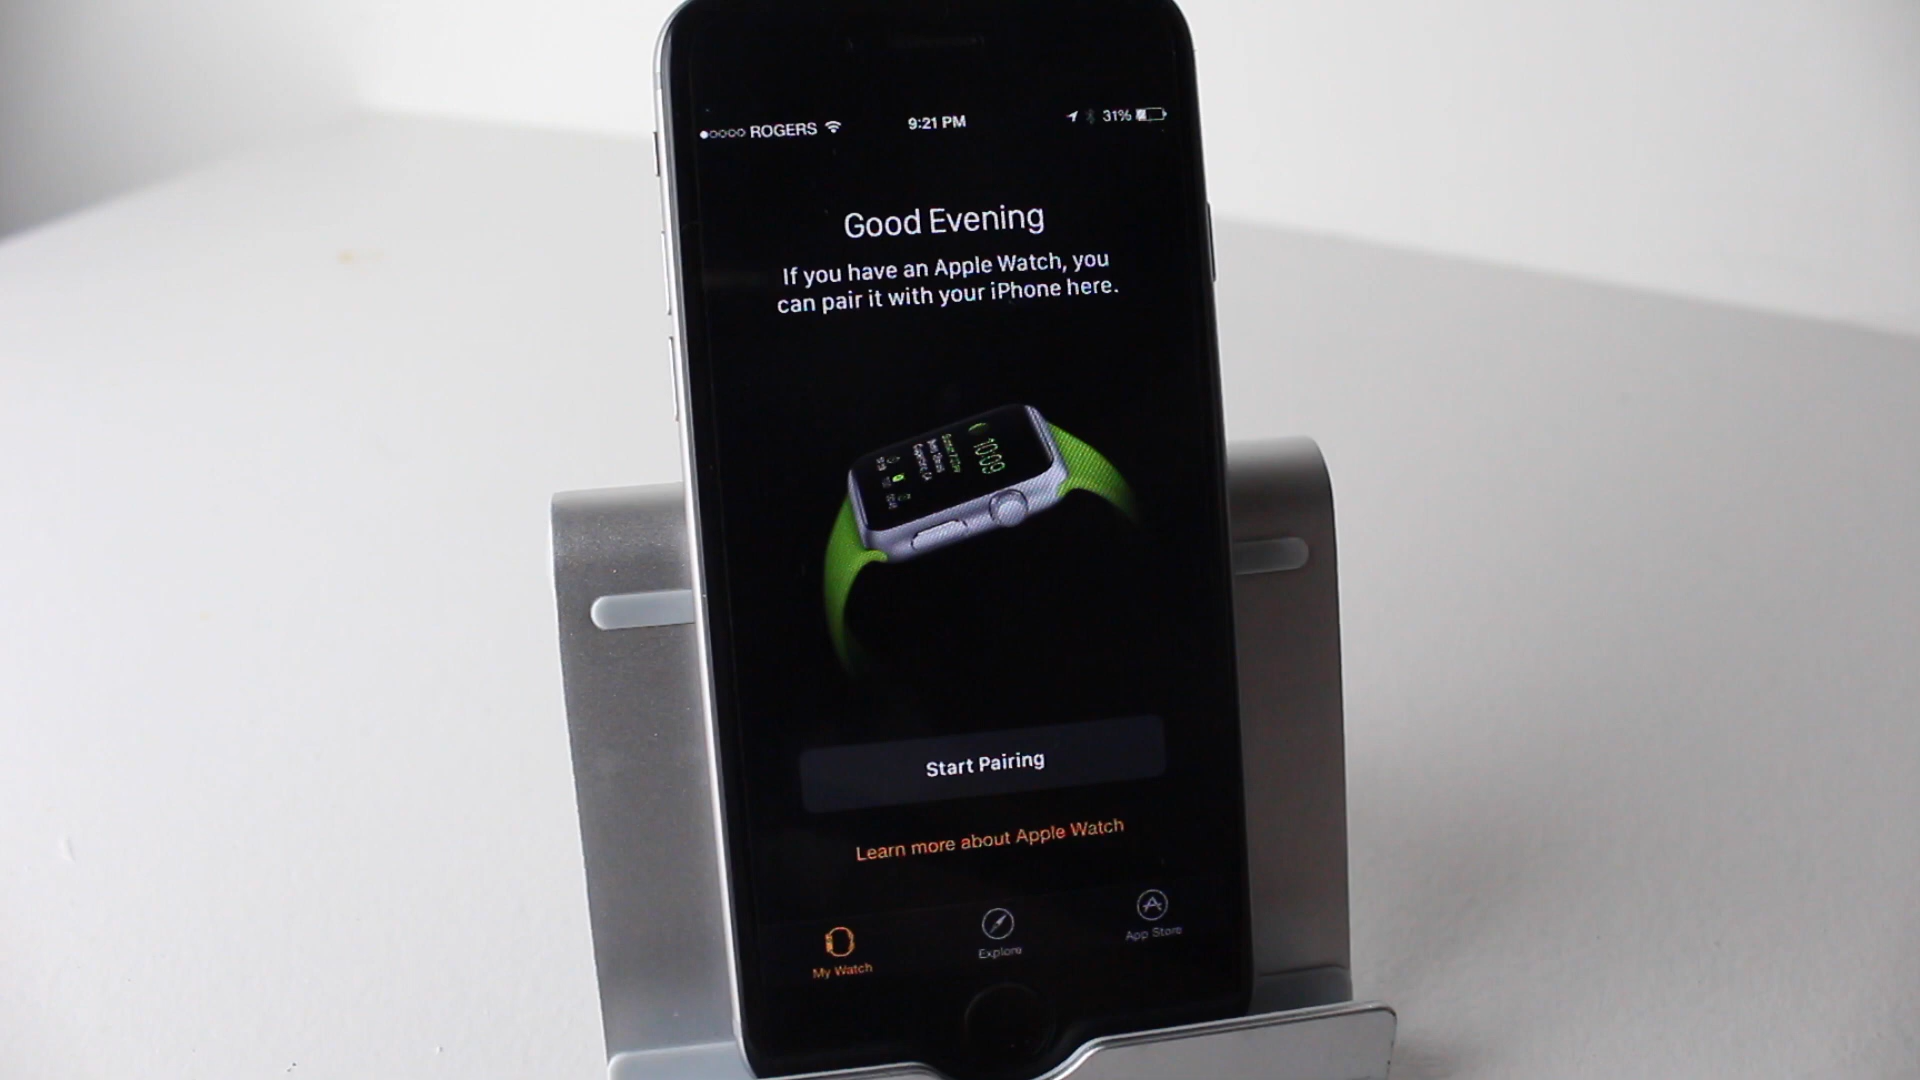 ROGERS 9:21 PM 31%
Good Evening
If you have an Apple Watch, you
can pair it with your iPhone here.
10:09
Start Pairing
Learn more about Apple Watch
My Watch Explore App Store